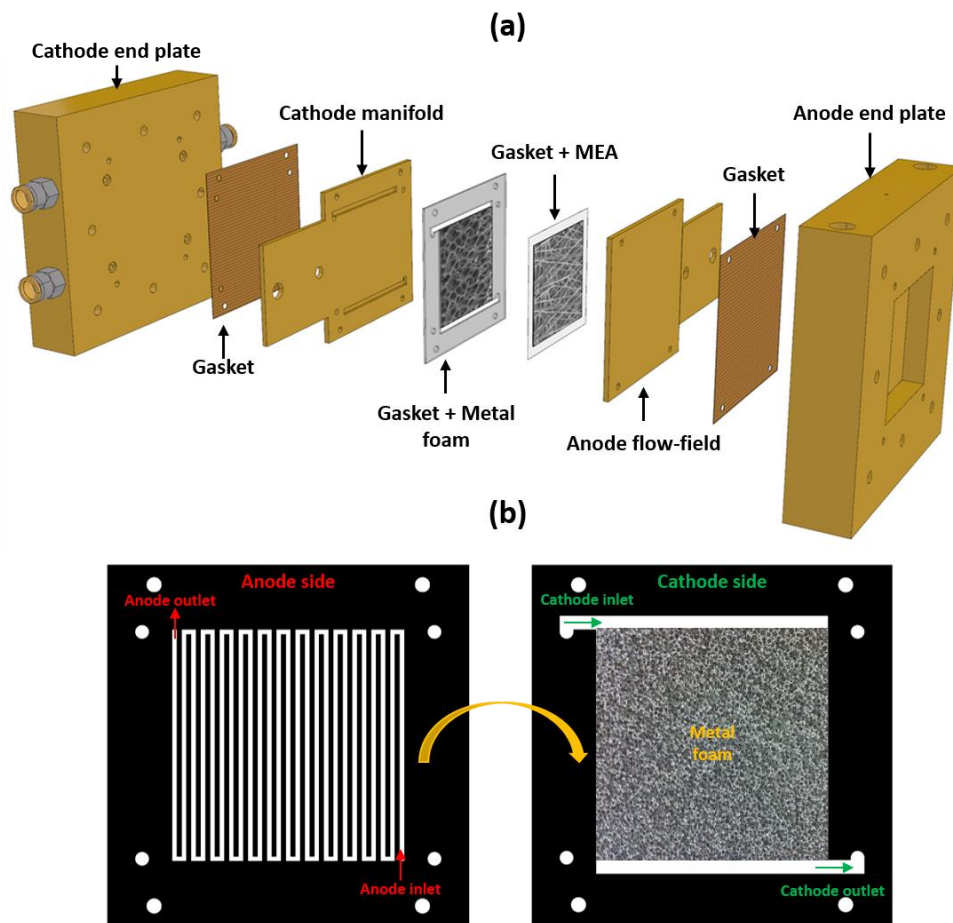 (a)
Cathode end plate
Cathode manifold
Anode end plate
Gasket + MEA
Gasket
Gasket
Gasket + Metal
foam
Anode flow-field
(b)
Anode side
Anode outlet
Anode inlet
Cathode side
Cathode inlet
Metal
foam
Cathode outlet